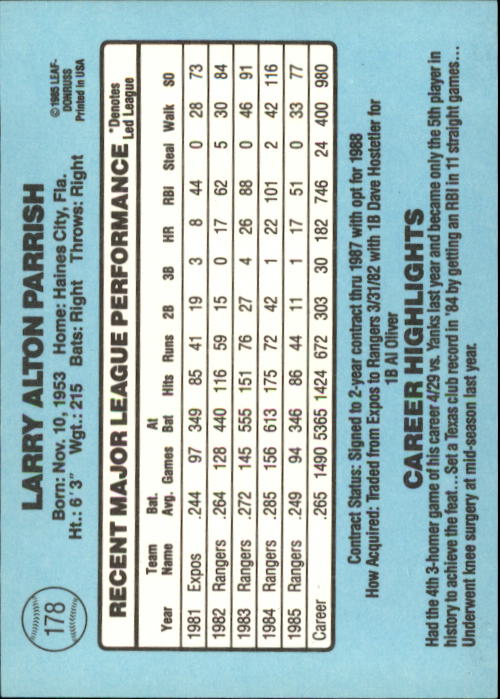 178
LARRY ALTON PARRISH
Born: Nov. 10, 1953 Home: Haines City, Fla.
Ht.: 6'3" Wgt.: 215 Bats: Right Throws: Right
©1985 LEAF-
DONRUSS
Printed in USA
RECENT MAJOR LEAGUE PERFORMANCE
*Denotes
Led League
Year Team Name Bat. Avg. Games At Bat Hits Runs 2B 3B HR RBI Steal Walk SO
1981 Expos .244 97 349 85 41 19 3 8 44 0 28 73
1982 Rangers .264 128 440 116 59 15 0 17 62 5 30 84
1983 Rangers .272 145 555 151 76 27 4 26 88 0 46 91
1984 Rangers .285 156 613 175 72 42 1 22 101 2 42 116
1985 Rangers .249 94 346 86 44 11 1 17 51 0 33 77
Career .265 1490 5365 1424 672 303 30 182 746 24 400 980
Contract Status: Signed to 2-year contract thru 1987 with opt for 1988
How Acquired: Traded from Expos to Rangers 3/31/82 with 1B Dave Hostetler for
1B Al Oliver
CAREER HIGHLIGHTS
Had the 4th 3-homer game of his career 4/29 vs. Yanks last year and became only the 5th player in
history to achieve the feat...Set a Texas club record in '84 by getting an RBI in 11 straight games...
Underwent knee surgery at mid-season last year.